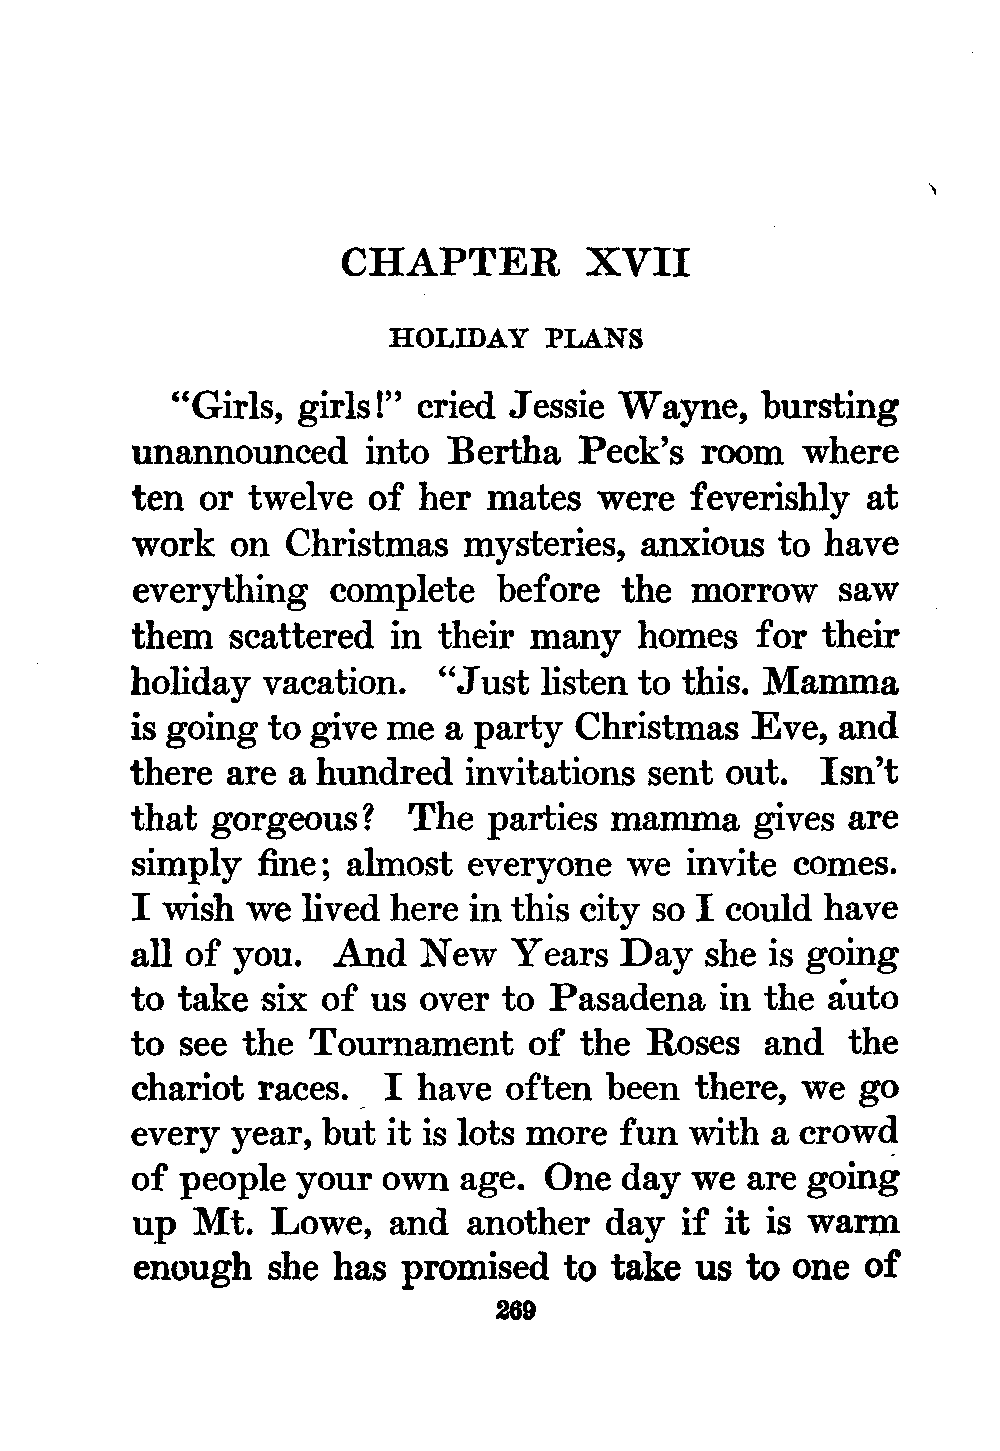 CHAPTER XVII
HOLIDAY PLANS
“Girls, girls!” cried Jessie Wayne, bursting
unannounced into Bertha Peck’s room where
ten or twelve of her mates were feverishly at
work on Christmas mysteries, anxious to have
everything complete before the morrow saw
them scattered in their many homes for their
holiday vacation. “Just listen to this. Mamma
is going to give me a party Christmas Eve, and
there are a hundred invitations sent out. Isn’t
that gorgeous? The parties mamma gives are
simply fine; almost everyone we invite comes.
I wish we lived here in this city so I could have
all of you. And New Years Day she is going
to take six of us over to Pasadena in the auto
to see the Tournament of the Roses and the
chariot races. I have often been there, we go
every year, but it is lots more fun with a crowd
of people your own age. One day we are going
up Mt. Lowe, and another day if it is warm
enough she has promised to take us to one of
269